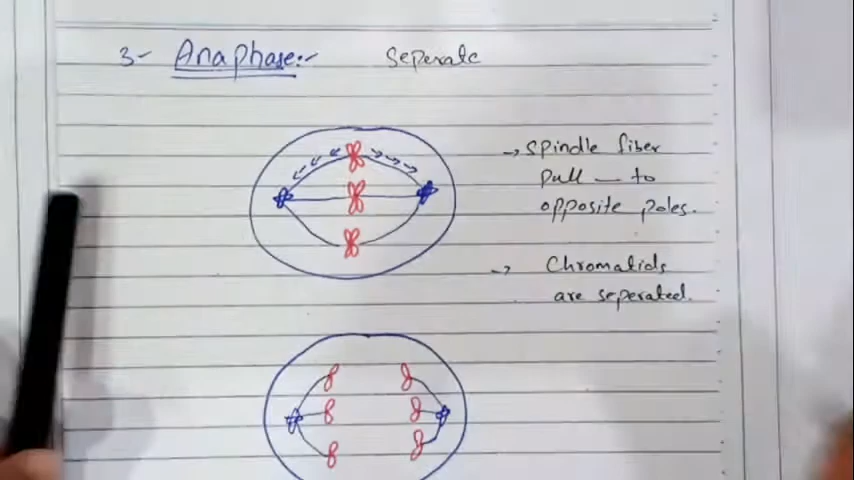 3- Anaphase:-
Seperate
→ spindle fiber
pull — to
opposite poles.
→ Chromatids
are seperated.